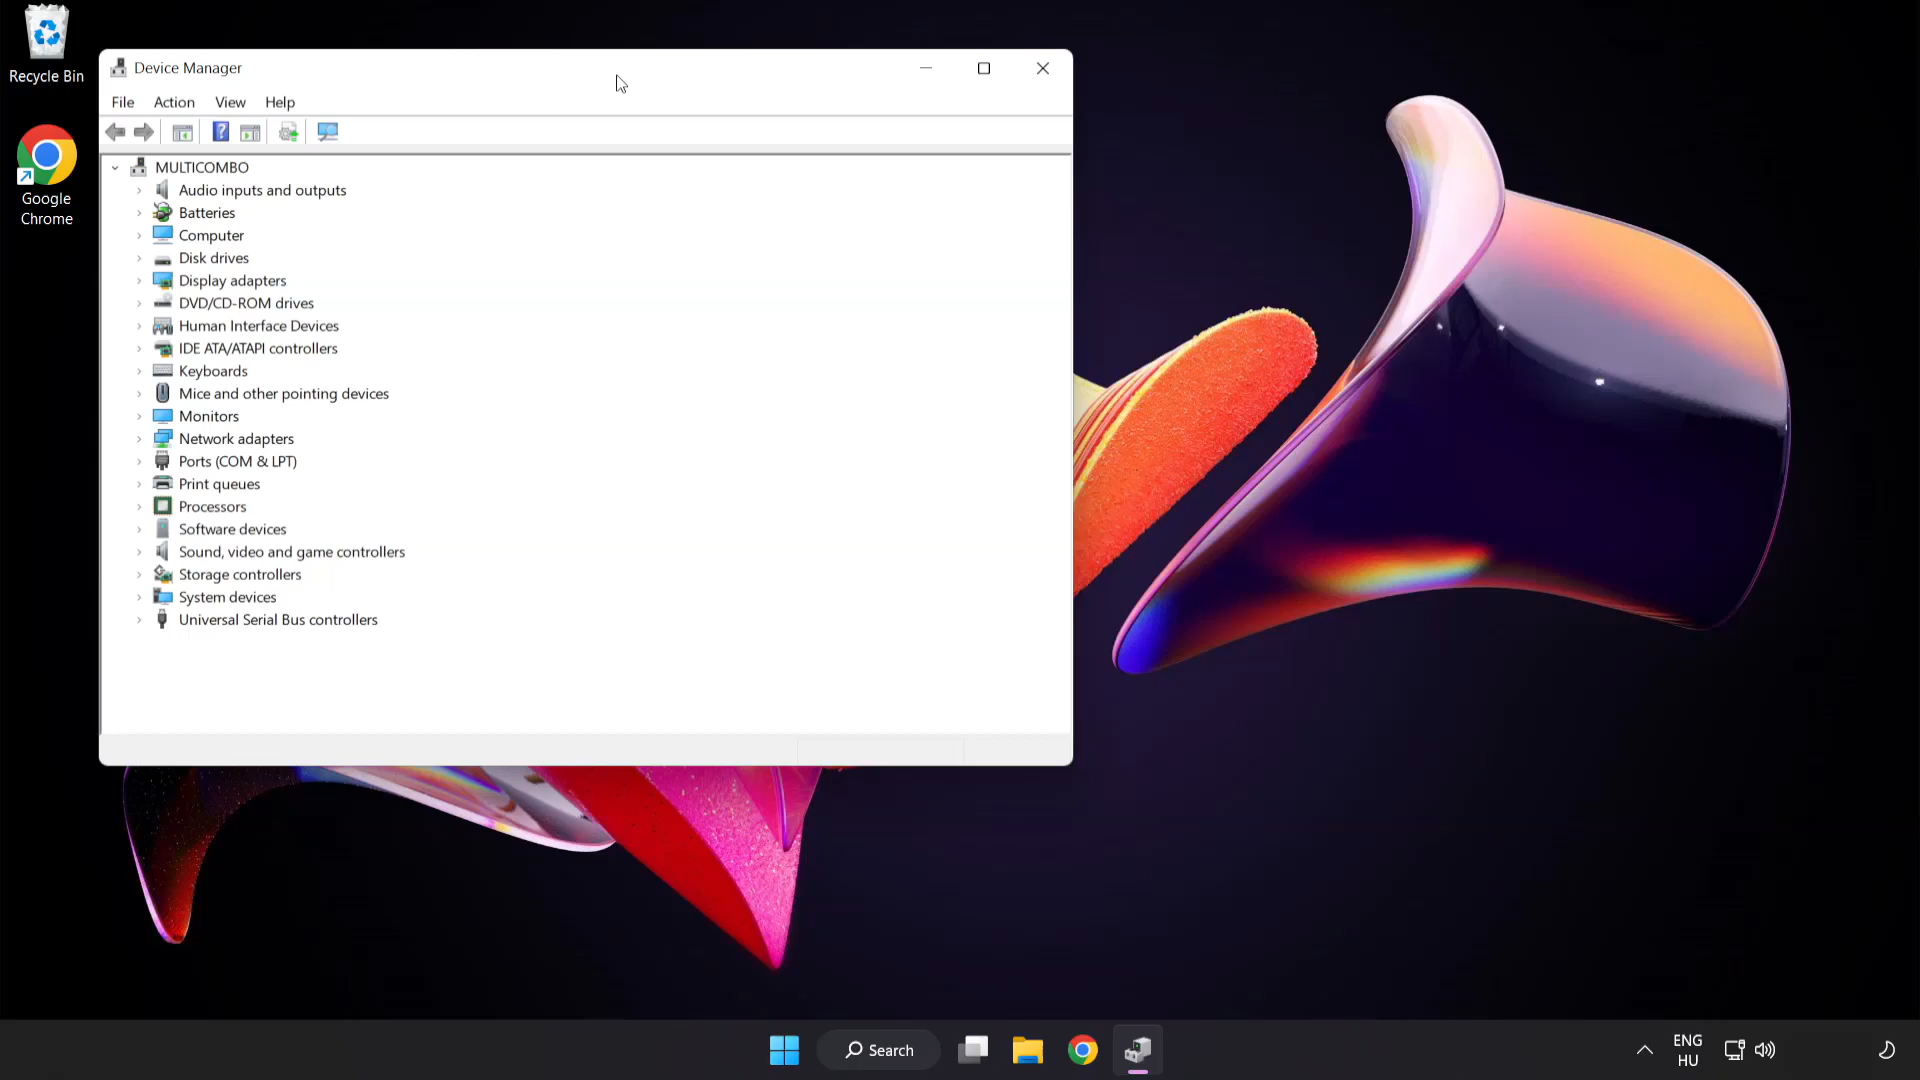 Recycle Bin
Google
Chrome
Device Manager
File Action View Help
MULTICOMBO
Audio inputs and outputs
Batteries
Computer
Disk drives
Display adapters
DVD/CD-ROM drives
Human Interface Devices
IDE ATA/ATAPI controllers
Keyboards
Mice and other pointing devices
Monitors
Network adapters
Ports (COM & LPT)
Print queues
Processors
Software devices
Sound, video and game controllers
Storage controllers
System devices
Universal Serial Bus controllers
Search
ENG
HU